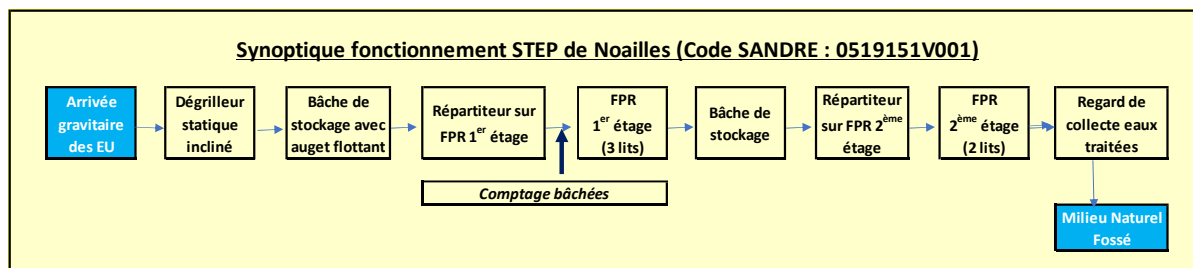 Synoptique fonctionnement STEP de Noailles (Code SANDRE : 0519151V001)
Arrivée
gravitaire
des EU
Dégrilleur
statique
incliné
Bâche de
stockage avec
auget flottant
Répartiteur sur
FPR 1er étage
FPR
1er étage
(3 lits)
Bâche de
stockage
Répartiteur
sur FPR 2ème
étage
FPR
2ème étage
(2 lits)
Regard de
collecte eaux
traitées
Comptage bâchées
Milieu Naturel
Fossé